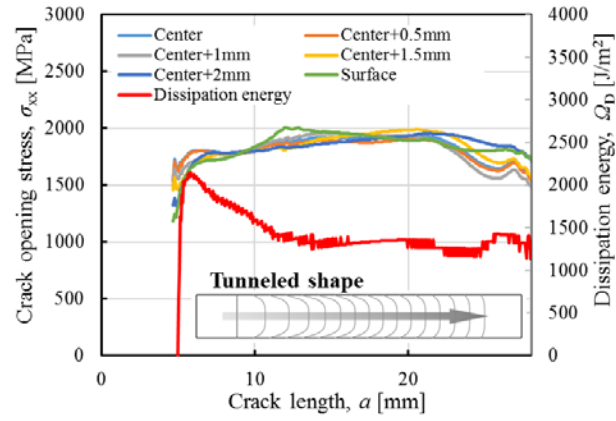 3000
2500
2000
1500
1000
500
0
Crack opening stress, σxx [MPa]
Center
Center+0.5mm
Center+1mm
Center+1.5mm
Center+2mm
Surface
Dissipation energy
Tunneled shape
4000
3500
3000
2500
2000
1500
1000
500
0
Dissipation energy, ΩD [J/m²]
0
10
20
Crack length, a [mm]